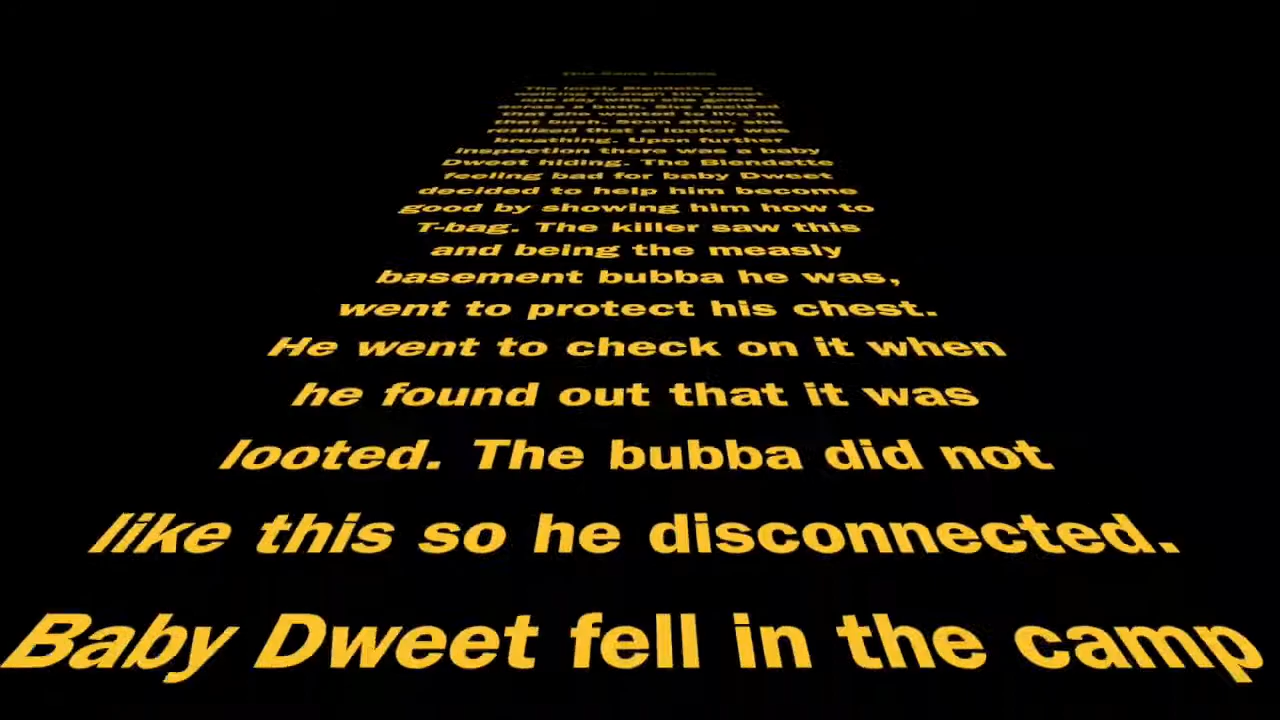 The lonely Blendette was
walking through the forest
one day when she came
across a bush. She decided
that she wanted to live in
that bush. Soon after, she
realized that a locker was
breathing. Upon further
inspection there was a baby
Dweet hiding. The Blendette
feeling bad for baby Dweet
decided to help him become
good by showing him how to
T-bag. The killer saw this
and being the measly
basement bubba he was,
went to protect his chest.
He went to check on it when
he found out that it was
looted. The bubba did not
like this so he disconnected.
Baby Dweet fell in the camp